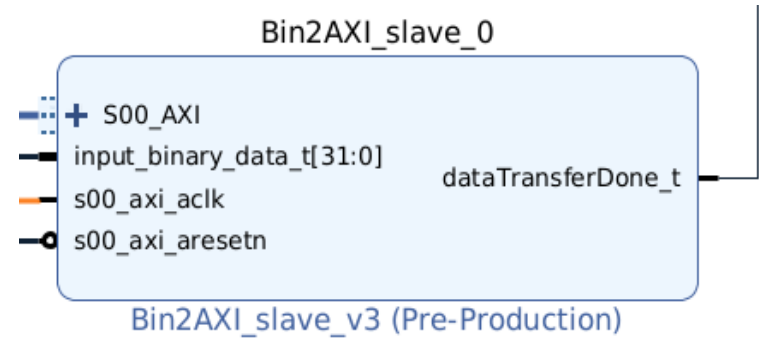 Bin2AXI_slave_0
S00_AXI
input_binary_data_t[31:0]
s00_axi_aclk
s00_axi_aresetn
dataTransferDone_t
Bin2AXI_slave_v3 (Pre-Production)